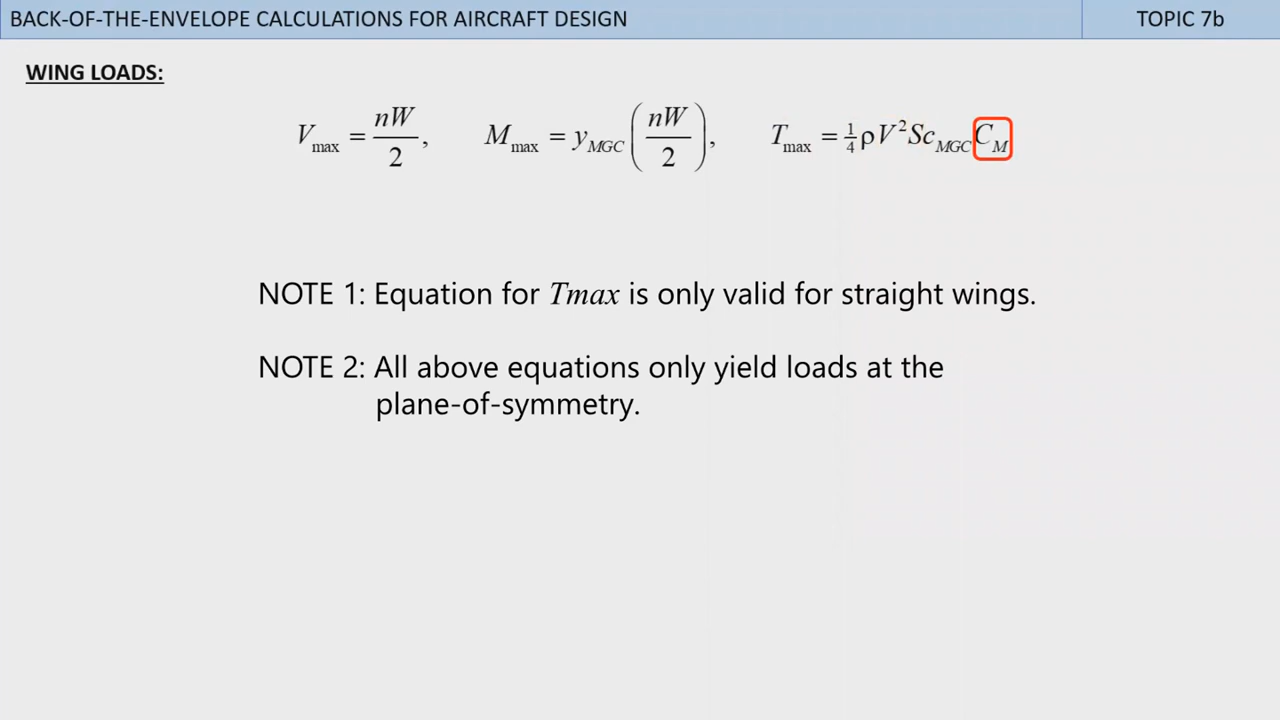 BACK-OF-THE-ENVELOPE CALCULATIONS FOR AIRCRAFT DESIGN
TOPIC 7b
WING LOADS:
V_max = nW/2, M_max = y_MGC (nW/2), T_max = ¼ρV²Sc_MGC C_M
NOTE 1: Equation for Tmax is only valid for straight wings.
NOTE 2: All above equations only yield loads at the
plane-of-symmetry.